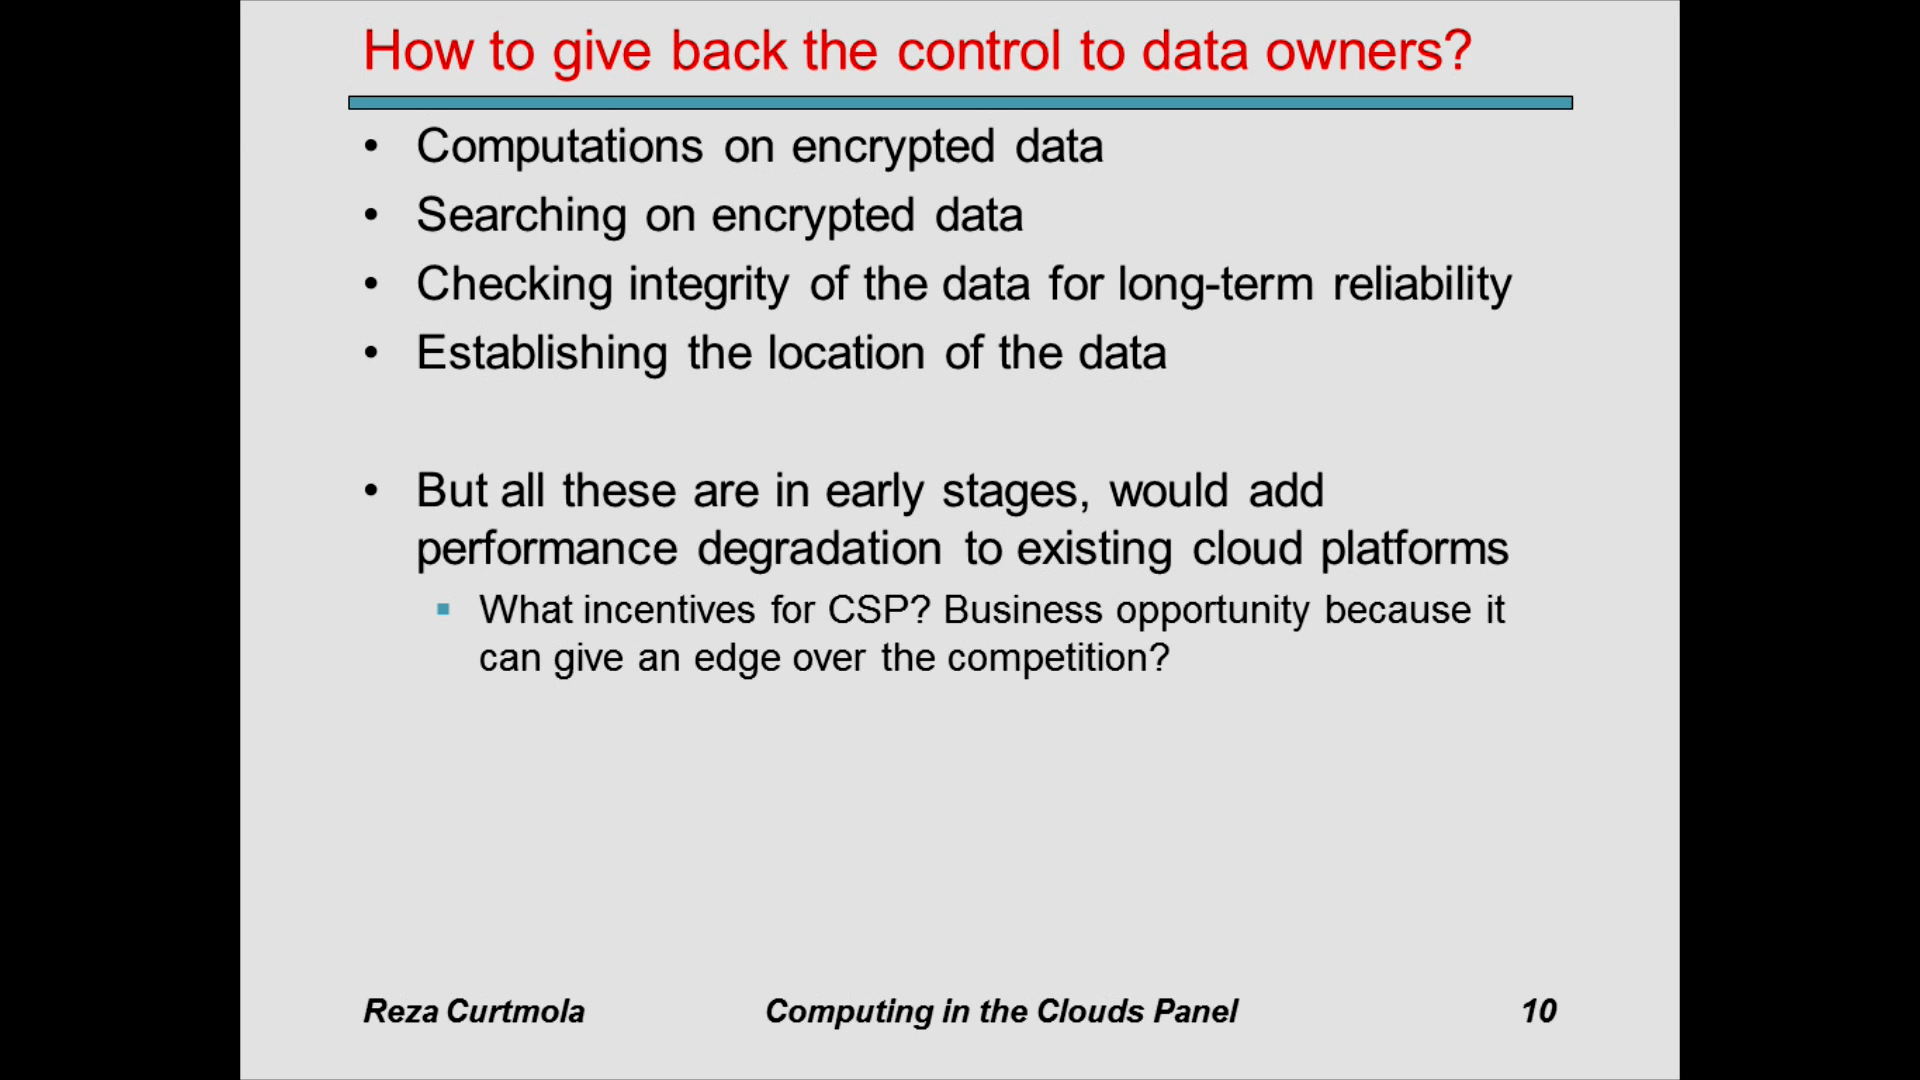 How to give back the control to data owners?
• Computations on encrypted data
• Searching on encrypted data
• Checking integrity of the data for long-term reliability
• Establishing the location of the data
• But all these are in early stages, would add
performance degradation to existing cloud platforms
▪ What incentives for CSP? Business opportunity because it
can give an edge over the competition?
Reza Curtmola Computing in the Clouds Panel 10